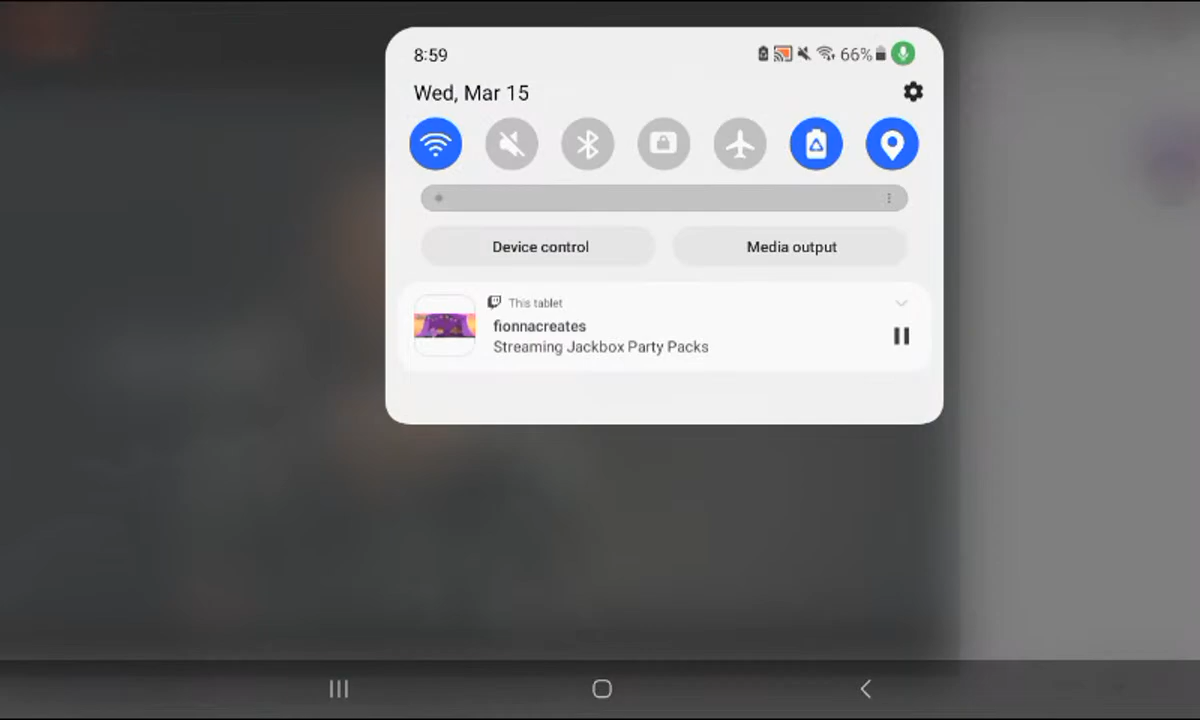 8:59
66%
Wed, Mar 15
Device control
Media output
This tablet
fionnacreates
Streaming Jackbox Party Packs